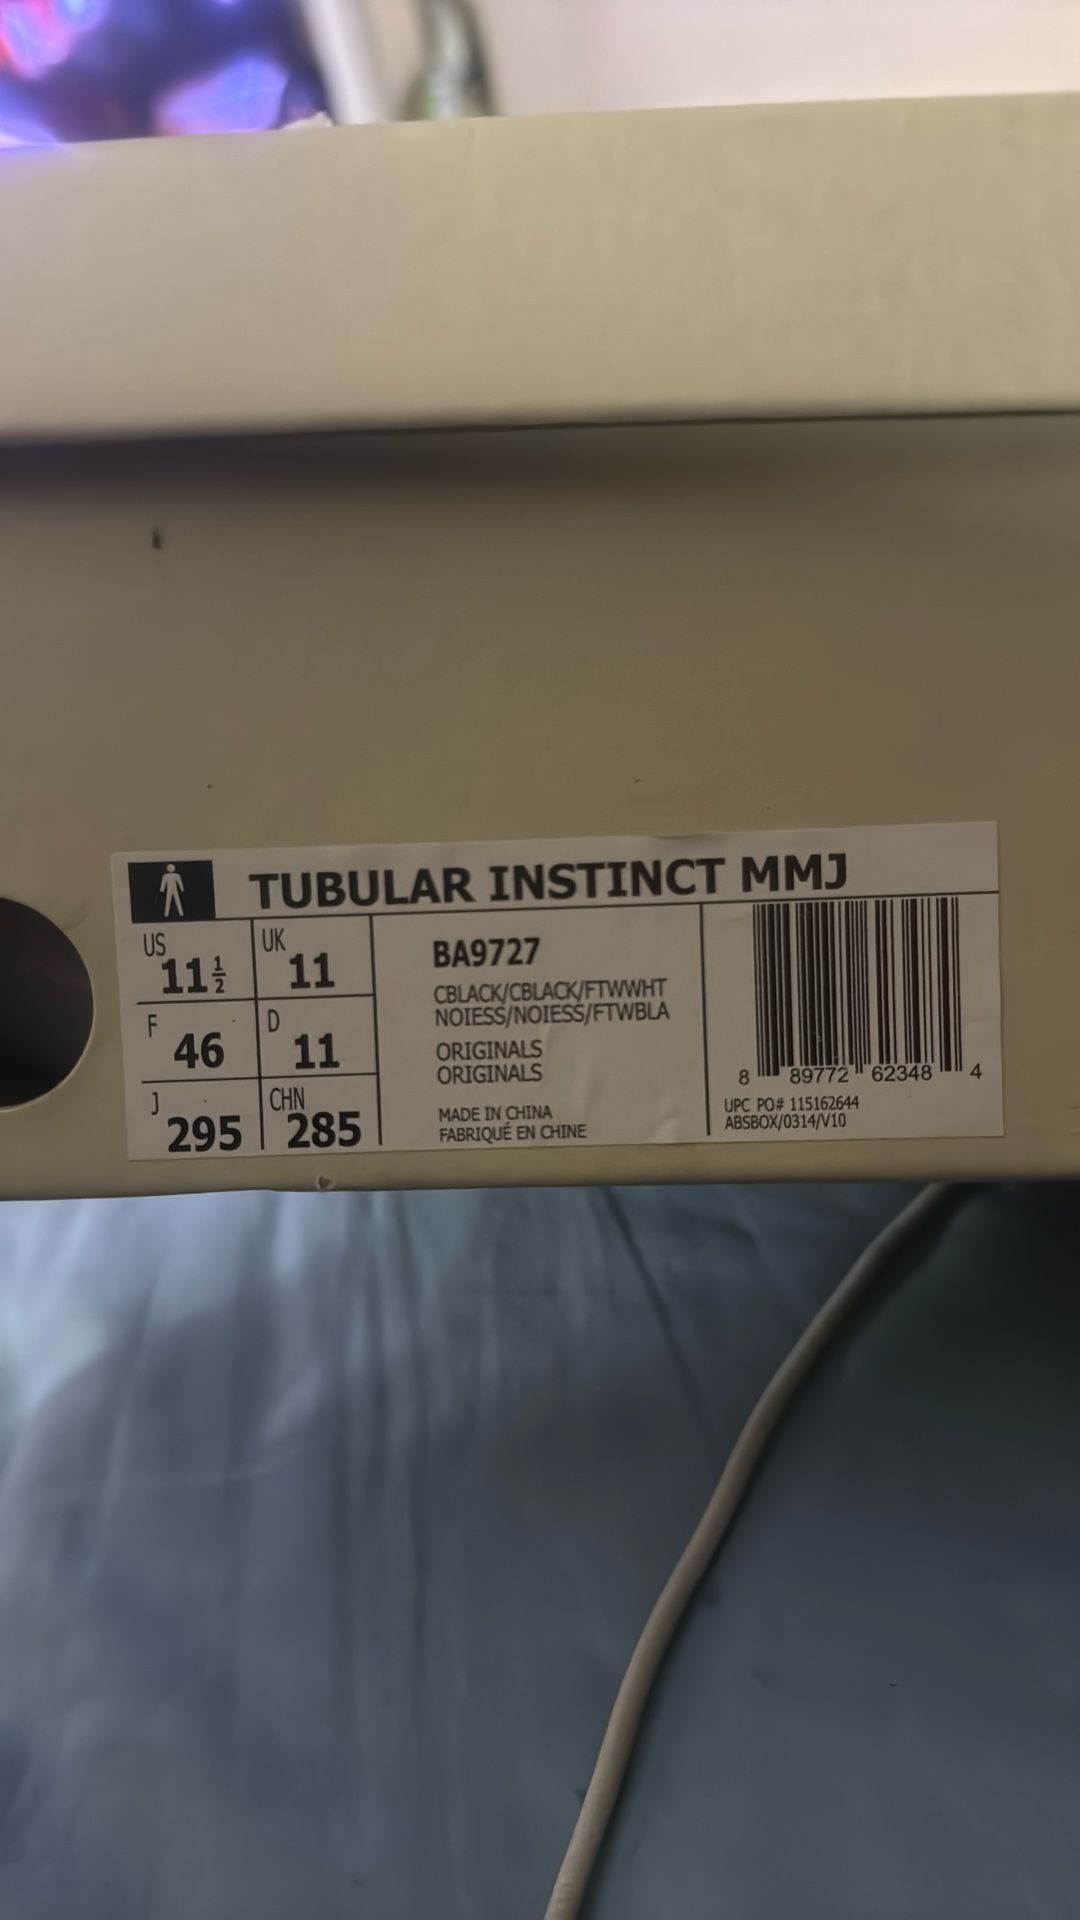 TUBULAR INSTINCT MMJ
US 11½
UK 11
F 46
D 11
J 295
CHN 285
BA9727
CBLACK/CBLACK/FTWWHT
NOIESS/NOIESS/FTWBLA
ORIGINALS
ORIGINALS
MADE IN CHINA
FABRIQUÉ EN CHINE
8 89772 62348 4
UPC PO# 115162644
ABSBOX/0314/V10